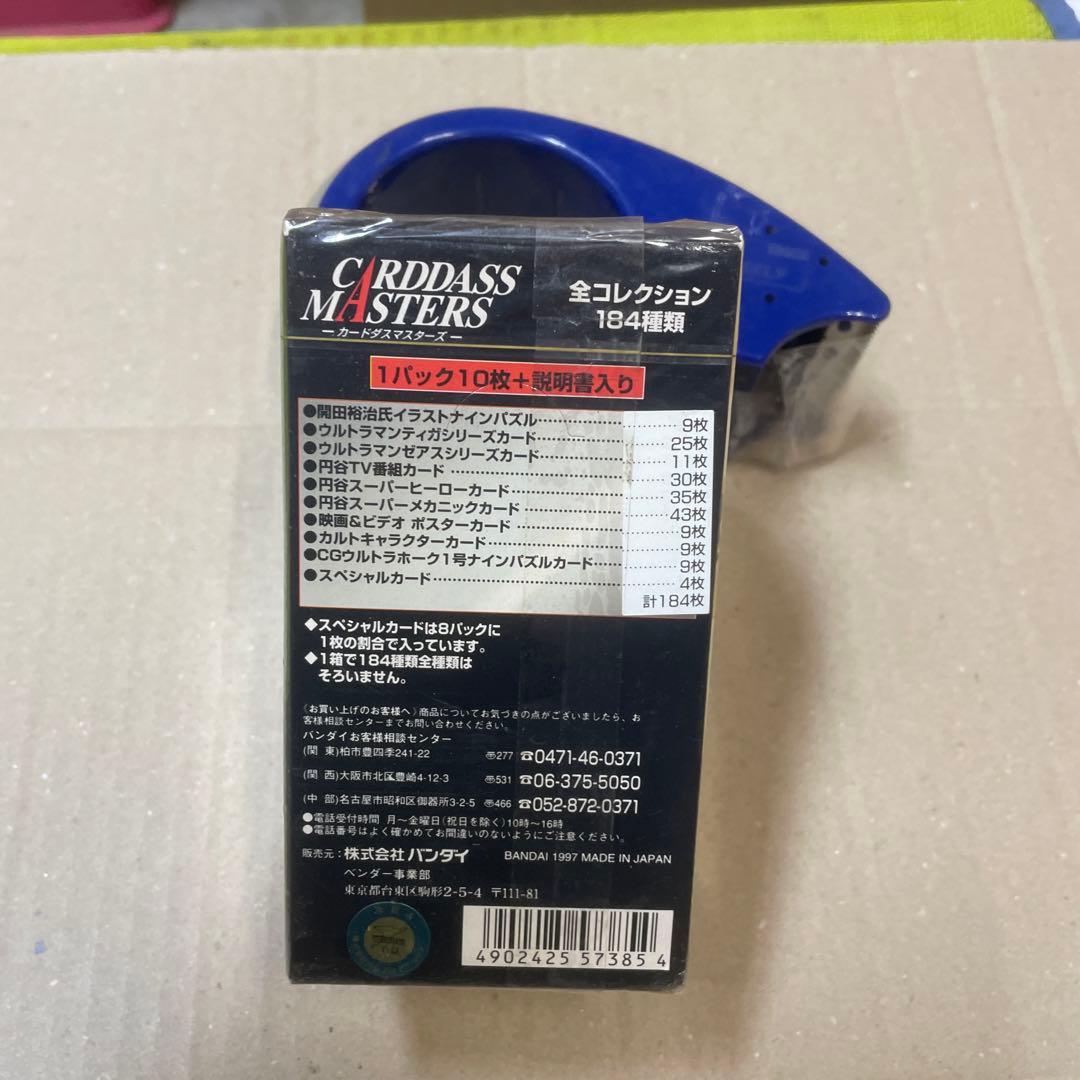 CARDDASS
MASTERS
ーカードダスマスターズー
全コレクション
184種類
1パック10枚+説明書入り
●開田裕治氏イラストナインパズル……9枚
●ウルトラマンティガシリーズカード……25枚
●ウルトラマンゼアスシリーズカード……11枚
●円谷TV番組カード……30枚
●円谷スーパーヒーローカード……35枚
●円谷スーパーメカニックカード……43枚
●映画&ビデオ ポスターカード……9枚
●カルトキャラクターカード……9枚
●CGウルトラホーク1号ナインパズルカード……9枚
●スペシャルカード……4枚
計184枚
◆スペシャルカードは8パックに
1枚の割合で入っています。
◆1箱で184種類全種類は
そろいません。
《お買い上げのお客様へ》商品についてお気づきの点がございましたら、お
客様相談センターまでお問い合わせください。
バンダイお客様相談センター
(関 東)柏市豊四季241-22 〠277 ☎0471-46-0371
(関 西)大阪市北区豊崎4-12-3 〠531 ☎06-375-5050
(中 部)名古屋市昭和区御器所3-2-5 〠466 ☎052-872-0371
●電話受付時間 月〜金曜日(祝日を除く)10時〜16時
●電話番号はよく確かめてお間違いのないようにご注意ください。
販売元：株式会社 バンダイ BANDAI 1997 MADE IN JAPAN
ベンダー事業部
東京都台東区駒形2-5-4 〒111-81
4902425 573854